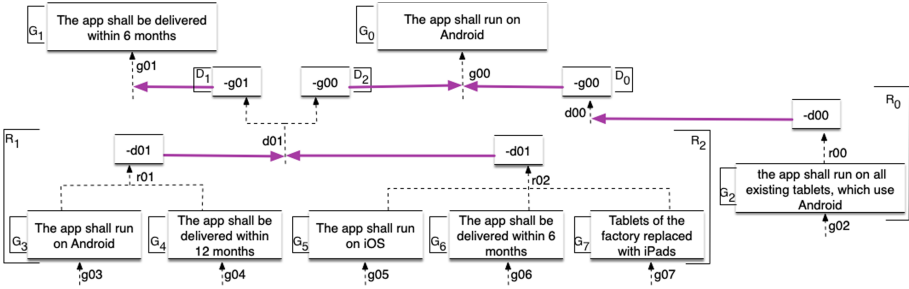 G1
The app shall be delivered
within 6 months
G0
The app shall run on
Android
g01
D1
-g01
-g00
D2
g00
-g00
D0
d00
-d00
R0
R1
d01
-d01
-d01
R2
r01
r02
r00
G2
the app shall run on all
existing tablets, which use
Android
g02
G3
The app shall run
on Android
G4
The app shall be
delivered within
12 months
G5
The app shall run
on iOS
G6
The app shall be
delivered within 6
months
G7
Tablets of the
factory replaced
with iPads
g03
g04
g05
g06
g07